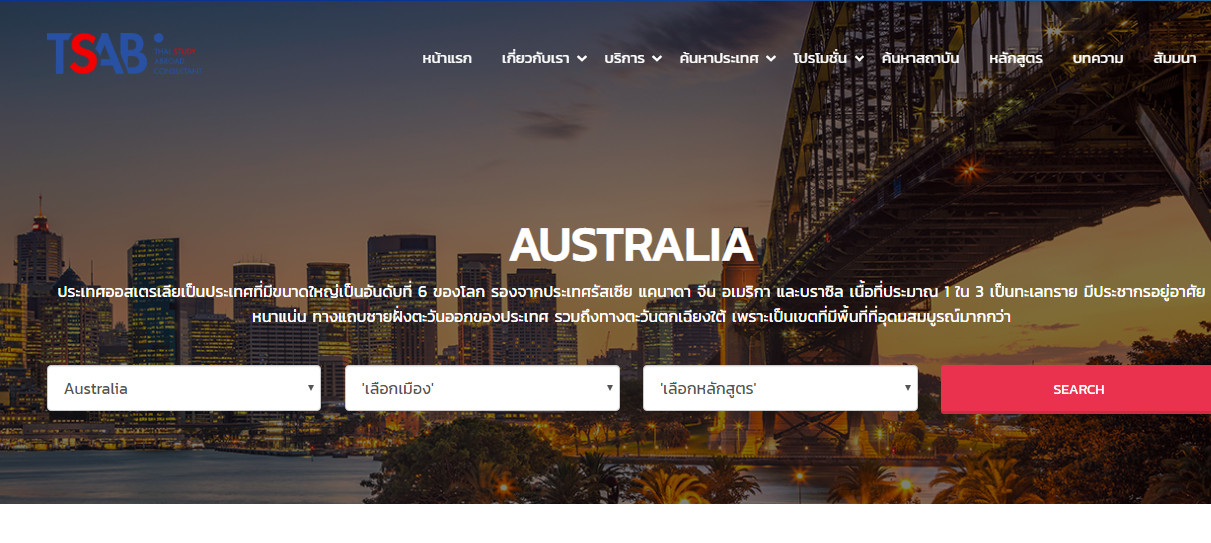 TSAB
หน้าแรก เกี่ยวกับเรา บริการ ค้นหาประเทศ โปรโมชั่น ค้นหาสถาบัน หลักสูตร บทความ สัมมนา
AUSTRALIA
ประเทศออสเตรเลียเป็นประเทศที่มีขนาดใหญ่เป็นอันดับที่ 6 ของโลก รองจากประเทศรัสเซีย แคนาดา จีน อเมริกา และบราซิล เนื้อที่ประมาณ 1 ใน 3 เป็นทะเลทราย มีประชากรอยู่อาศัย
หนาแน่น ทางแถบชายฝั่งตะวันออกของประเทศ รวมถึงทางตะวันตกเฉียงใต้ เพราะเป็นเขตที่มีพื้นที่ที่อุดมสมบูรณ์มากกว่า
Australia 'เลือกเมือง' 'เลือกหลักสูตร' SEARCH